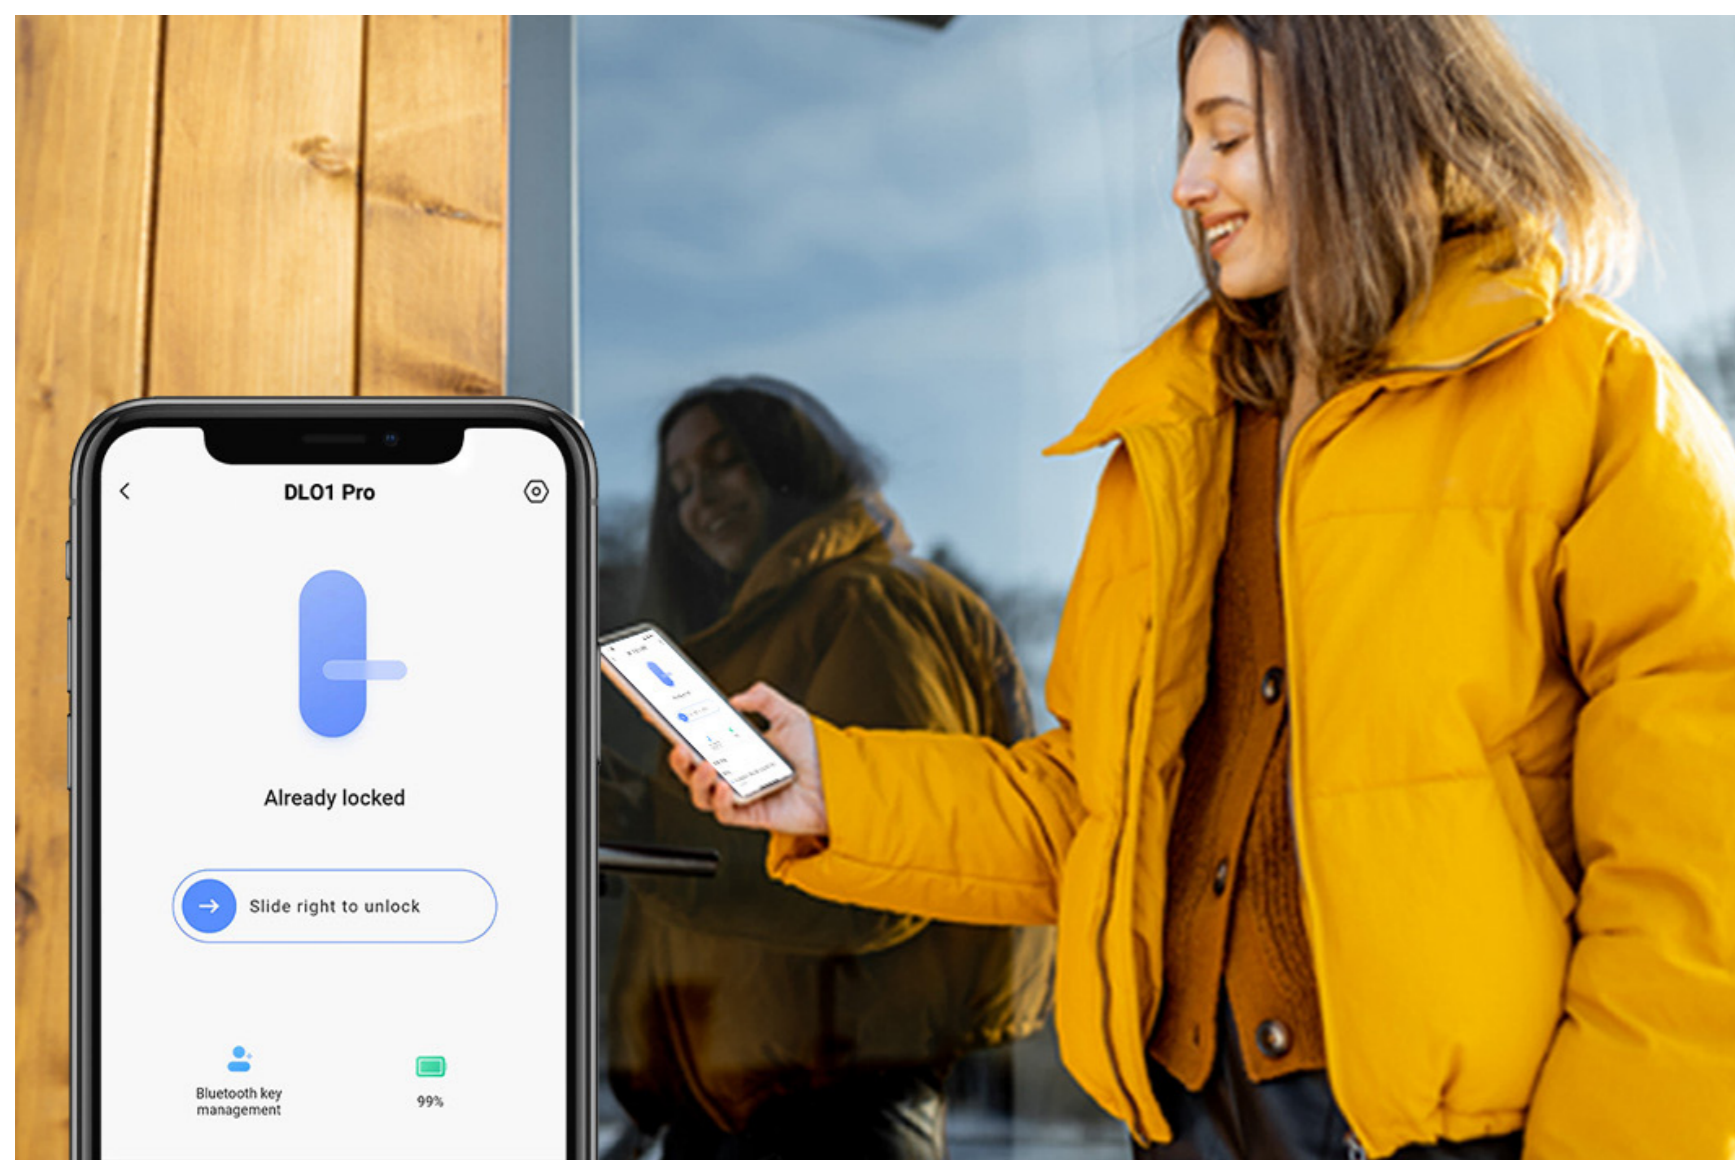 DL01 Pro
Already locked
Slide right to unlock
Bluetooth key
management
99%